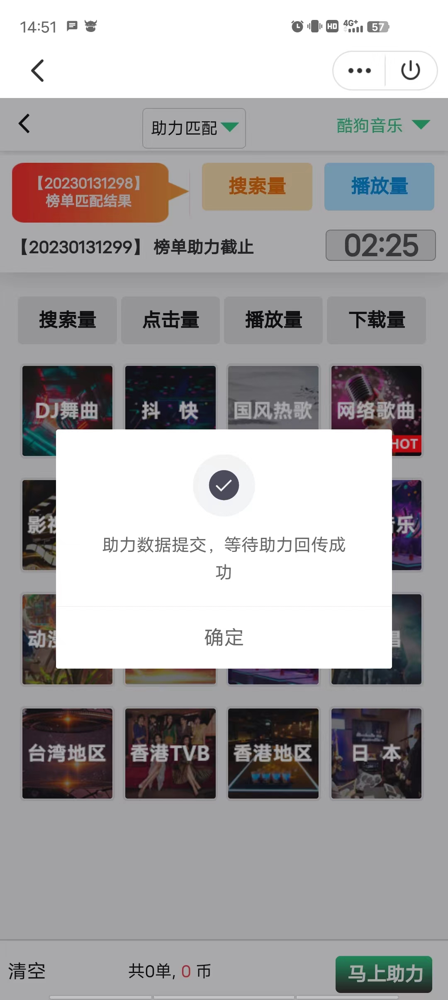 14:51
HD 4G+ 57
助力匹配
酷狗音乐
【20230131298】
榜单匹配结果
搜索量
播放量
【20230131299】 榜单助力截止
02:25
搜索量
点击量
播放量
下载量
DJ舞曲
抖 快
国风热歌
网络歌曲
HOT
影
乐
助力数据提交，等待助力回传成
功
动
唱
确定
台湾地区
香港TVB
香港地区
日 本
清空
共0单, 0 币
马上助力